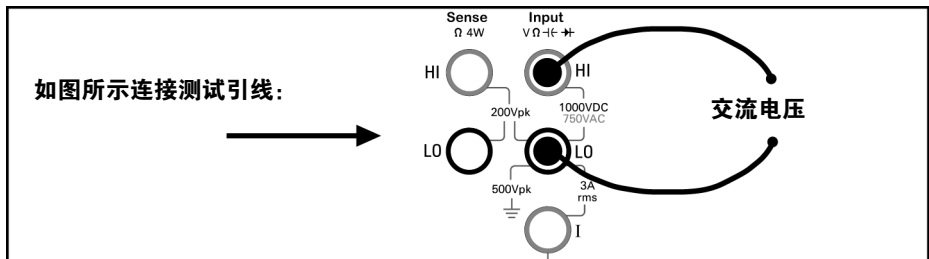 Sense Input
Ω 4W VΩ⊣⊢ ➔|
HI HI
如图所示连接测试引线：
1000VDC
750VAC
200Vpk
交流电压
LO LO
500Vpk
3A
rms
I